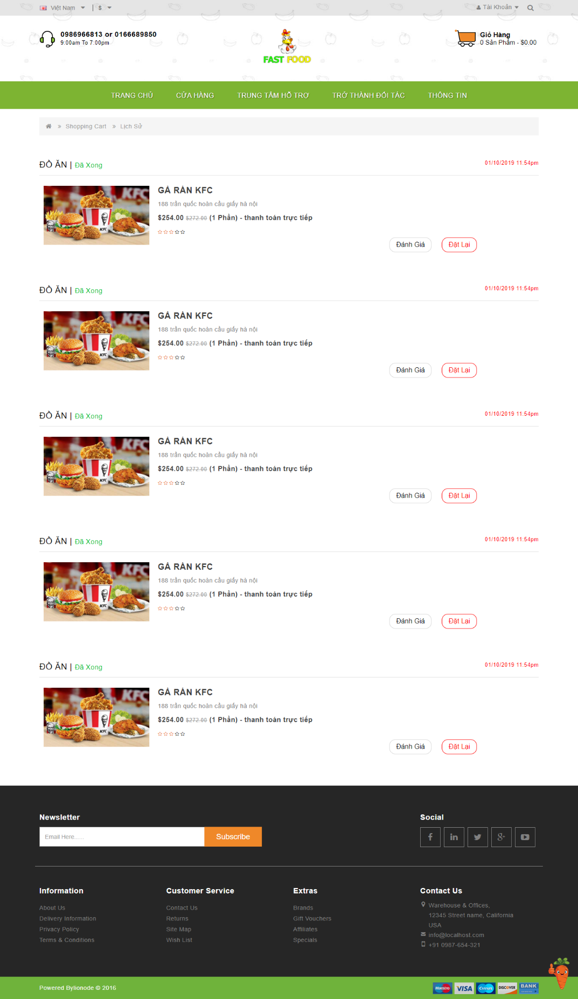 Việt Nam | $ Tài Khoản
0986966813 or 0166689850
9:00am To 7:00pm
FAST FOOD
Giỏ Hàng
0 Sản Phẩm - $0.00
TRANG CHỦ CỬA HÀNG TRUNG TÂM HỖ TRỢ TRỞ THÀNH ĐỐI TÁC THÔNG TIN
» Shopping Cart » Lịch Sử
ĐỒ ĂN | Đã Xong 01/10/2019 11:54pm
KFC
KFC
GÀ RÁN KFC
188 trần quốc hoàn cầu giấy hà nội
$254.00 $272.00 (1 Phần) - thanh toán trực tiếp
Đánh Giá Đặt Lại
ĐỒ ĂN | Đã Xong 01/10/2019 11:54pm
KFC
KFC
GÀ RÁN KFC
188 trần quốc hoàn cầu giấy hà nội
$254.00 $272.00 (1 Phần) - thanh toán trực tiếp
Đánh Giá Đặt Lại
ĐỒ ĂN | Đã Xong 01/10/2019 11:54pm
KFC
KFC
GÀ RÁN KFC
188 trần quốc hoàn cầu giấy hà nội
$254.00 $272.00 (1 Phần) - thanh toán trực tiếp
Đánh Giá Đặt Lại
ĐỒ ĂN | Đã Xong 01/10/2019 11:54pm
KFC
KFC
GÀ RÁN KFC
188 trần quốc hoàn cầu giấy hà nội
$254.00 $272.00 (1 Phần) - thanh toán trực tiếp
Đánh Giá Đặt Lại
ĐỒ ĂN | Đã Xong 01/10/2019 11:54pm
KFC
KFC
GÀ RÁN KFC
188 trần quốc hoàn cầu giấy hà nội
$254.00 $272.00 (1 Phần) - thanh toán trực tiếp
Đánh Giá Đặt Lại
Newsletter
Email Here......
Subscribe
Social
Information
About Us
Delivery Information
Privacy Policy
Terms & Conditions
Customer Service
Contact Us
Returns
Site Map
Wish List
Extras
Brands
Gift Vouchers
Affiliates
Specials
Contact Us
Warehouse & Offices,
12345 Street name, California
USA
info@localhost.com
+91 0987-654-321
Powered Bylionode © 2016
Maestro VISA Cirrus DISCOVER BANK